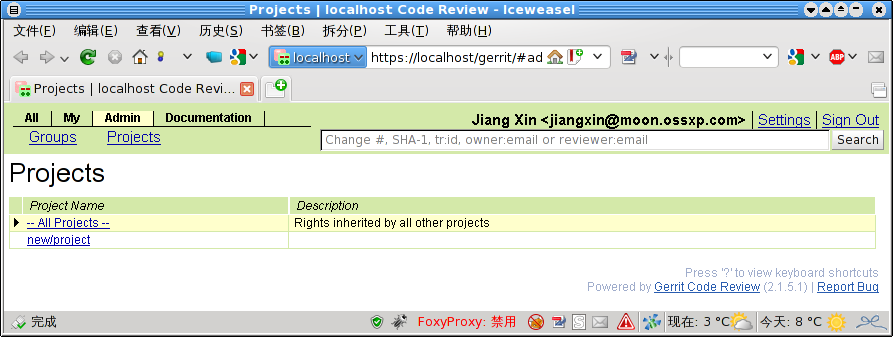 Projects | localhost Code Review - Iceweasel
文件(F) 编辑(E) 查看(V) 历史(S) 书签(B) 拆分(P) 工具(T) 帮助(H)
localhost https://localhost/gerrit/#ad ABP
Projects | localhost Code Revi...
All My Admin Documentation Jiang Xin <jiangxin@moon.ossxp.com> Settings Sign Out
Groups Projects Change #, SHA-1, tr:id, owner:email or reviewer:email Search
Projects
Project Name Description
-- All Projects -- Rights inherited by all other projects
new/project
Press '?' to view keyboard shortcuts
Powered by Gerrit Code Review (2.1.5.1) | Report Bug
完成 FoxyProxy: 禁用 S 现在: 3 °C 今天: 8 °C